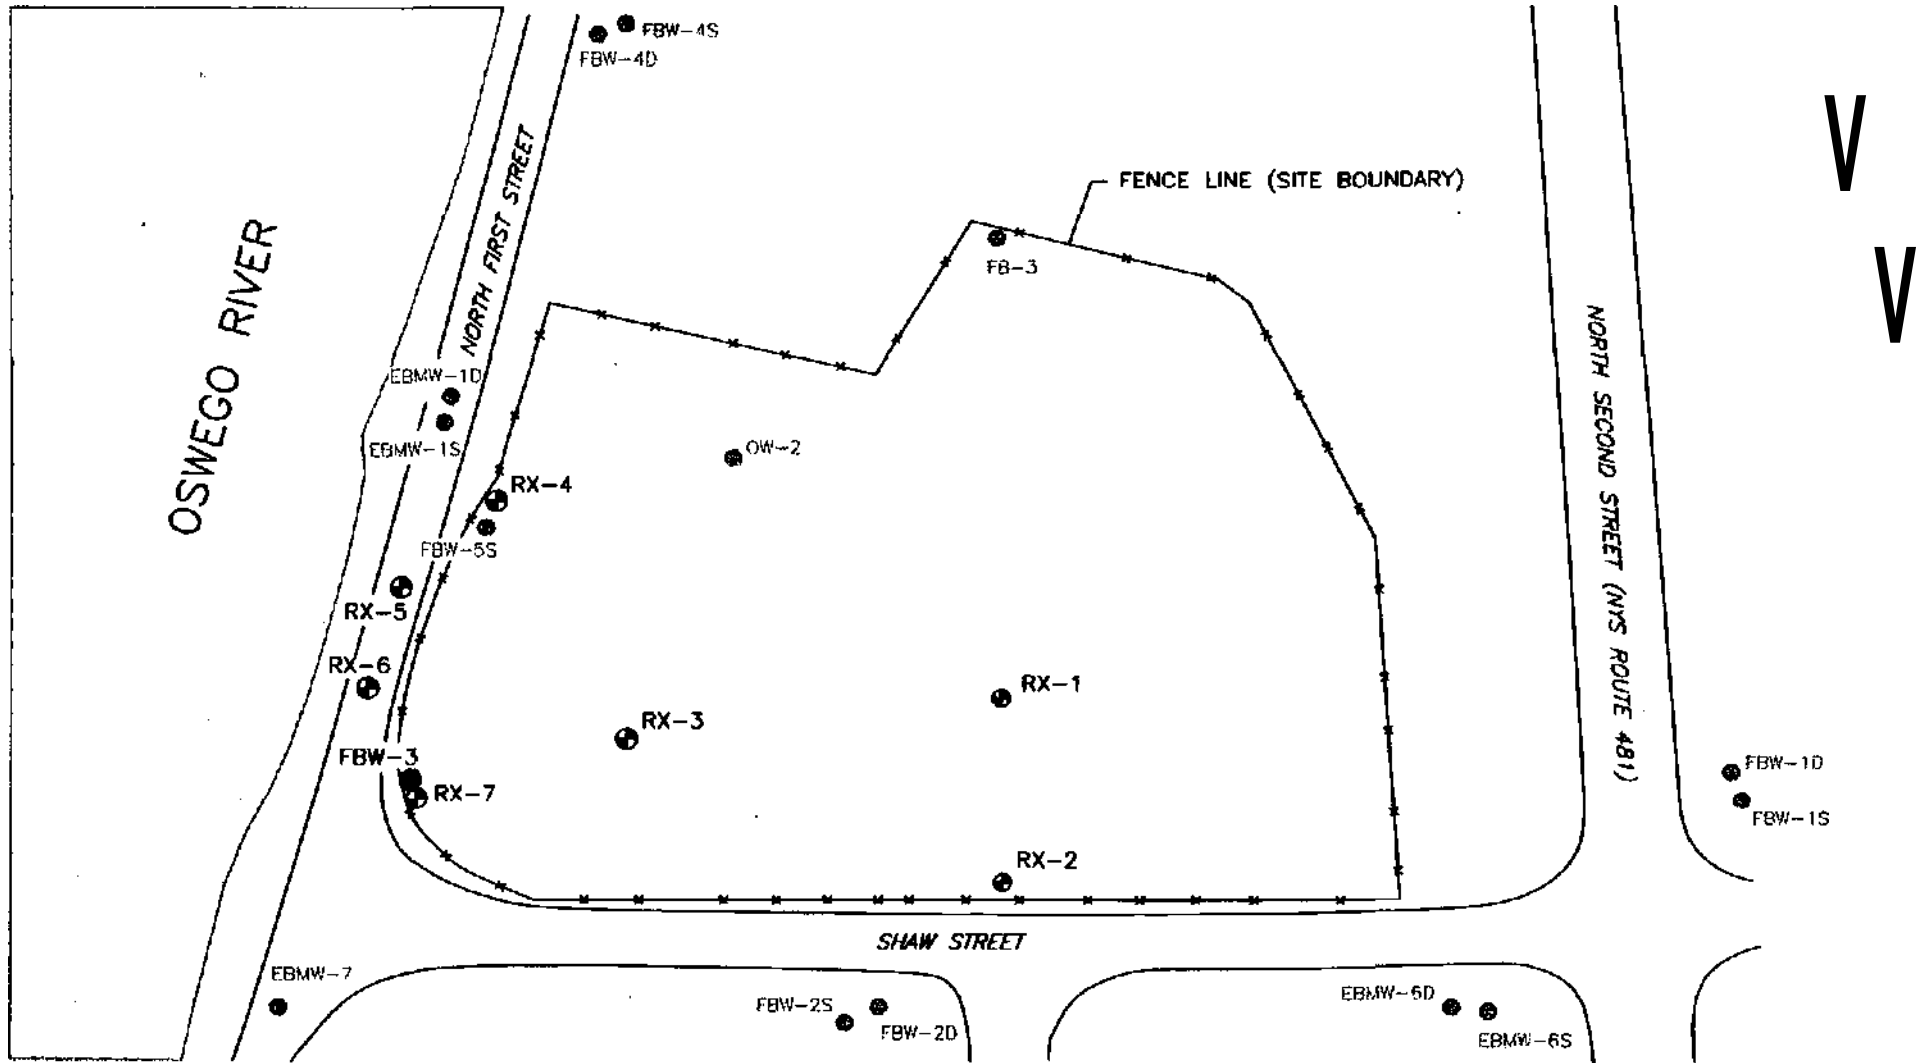 FBW-4S
FBW-4D
V
FENCE LINE (SITE BOUNDARY)
NORTH FIRST STREET
OSWEGO RIVER
V
FB-3
NORTH SECOND STREET (NYS ROUTE 481)
EBMW-1D
EBMW-1S
OW-2
RX-4
FBW-5S
RX-5
RX-6
RX-1
RX-3
FBW-3
RX-7
FBW-1D
FBW-1S
RX-2
SHAW STREET
EBMW-7
FBW-2S
FBW-2D
EBMW-6D
EBMW-6S